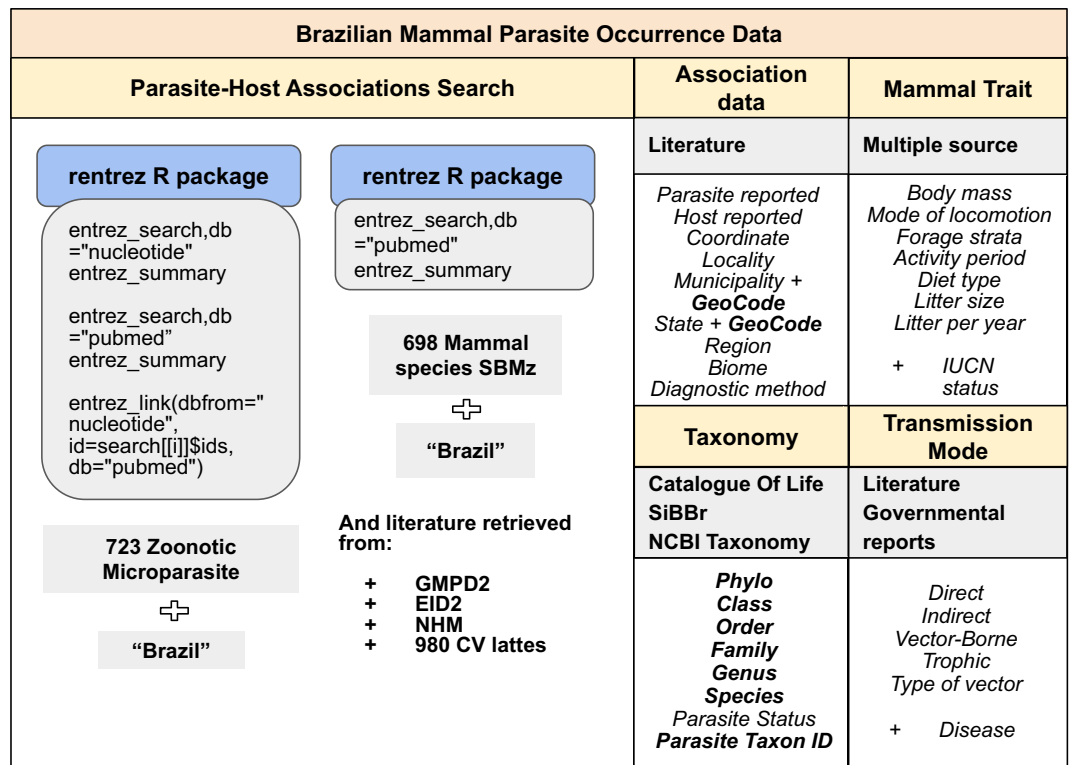 Brazilian Mammal Parasite Occurrence Data
Parasite-Host Associations Search
rentrez R package
entrez_search,db
="nucleotide"
entrez_summary
entrez_search,db
="pubmed”
entrez_summary
entrez_link(dbfrom="
nucleotide",
id=search[[i]]$ids,
db="pubmed")
723 Zoonotic
Microparasite
“Brazil”
rentrez R package
entrez_search,db
="pubmed"
entrez_summary
698 Mammal
species SBMz
“Brazil”
And literature retrieved
from:
+ GMPD2
+ EID2
+ NHM
+ 980 CV lattes
Association
data
Literature
Parasite reported
Host reported
Coordinate
Locality
Municipality +
GeoCode
State + GeoCode
Region
Biome
Diagnostic method
Mammal Trait
Multiple source
Body mass
Mode of locomotion
Forage strata
Activity period
Diet type
Litter size
Litter per year
+ IUCN
status
Taxonomy
Catalogue Of Life
SiBBr
NCBI Taxonomy
Phylo
Class
Order
Family
Genus
Species
Parasite Status
Parasite Taxon ID
Transmission
Mode
Literature
Governmental
reports
Direct
Indirect
Vector-Borne
Trophic
Type of vector
+ Disease